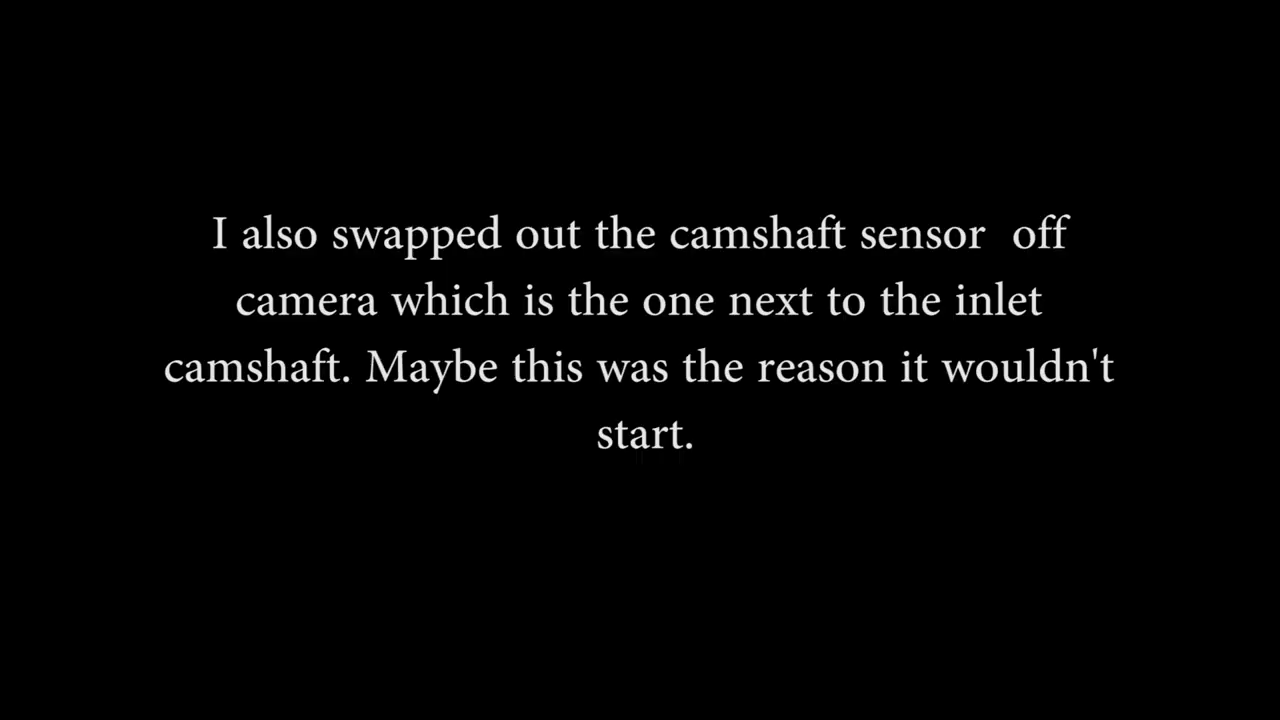 I also swapped out the camshaft sensor  off
camera which is the one next to the inlet
camshaft. Maybe this was the reason it wouldn't
start.